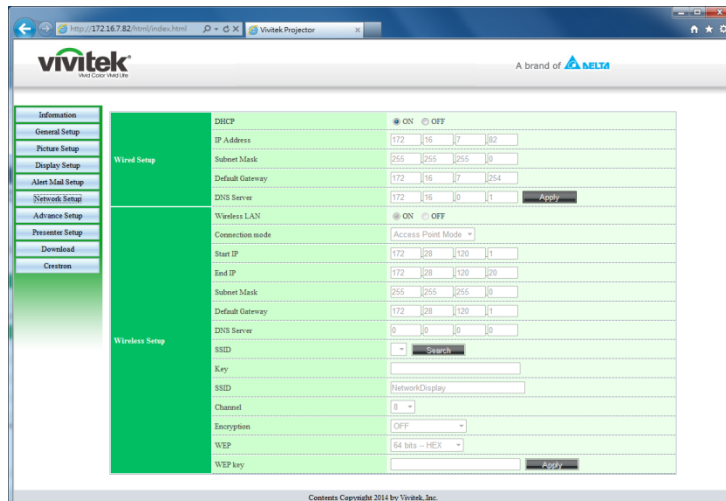 http://172.16.7.82/html/index.html
Vivitek Projector
vivitek
Vivid Color Vivid Life
A brand of DELTA
Information
General Setup
Picture Setup
Display Setup
Alert Mail Setup
Network Setup
Advance Setup
Presenter Setup
Download
Crestron
Wired Setup
DHCP ON OFF
IP Address 172 16 7 82
Subnet Mask 255 255 255 0
Default Gateway 172 16 7 254
DNS Server 172 16 0 1 Apply
Wireless Setup
Wireless LAN ON OFF
Connection mode Access Point Mode
Start IP 172 28 120 1
End IP 172 28 120 20
Subnet Mask 255 255 255 0
Default Gateway 172 28 120 1
DNS Server 0 0 0 0
SSID Search
Key
SSID NetworkDisplay
Channel 8
Encryption OFF
WEP 64 bits -- HEX
WEP key Apply
Contents Copyright 2014 by Vivitek, Inc.